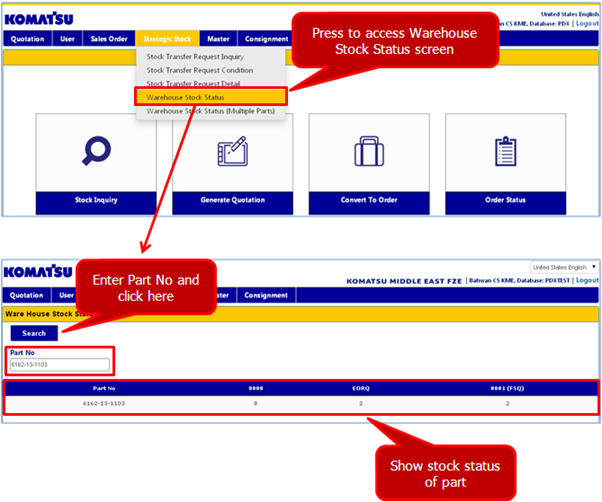 KOMATSU
United States English
Bahwan CS KME, Database: PDX | Logout
Quotation User Sales Order Strategic Stock Master Consignment
Press to access Warehouse
Stock Status screen
Stock Transfer Request Inquiry
Stock Transfer Request Condition
Stock Transfer Request Detail
Warehouse Stock Status
Warehouse Stock Status (Multiple Parts)
Stock Inquiry Generate Quotation Convert To Order Order Status
KOMATSU
United States English
KOMATSU MIDDLE EAST FZE | Bahwan CS KME, Database: PDXTEST | Logout
Enter Part No and
click here
Quotation User Consignment
Ware House Stock
Search
Part No
6162-13-1103
Part No 0000 EORQ 0001 (FSQ)
6162-13-1103 8 2 2
Show stock status
of part